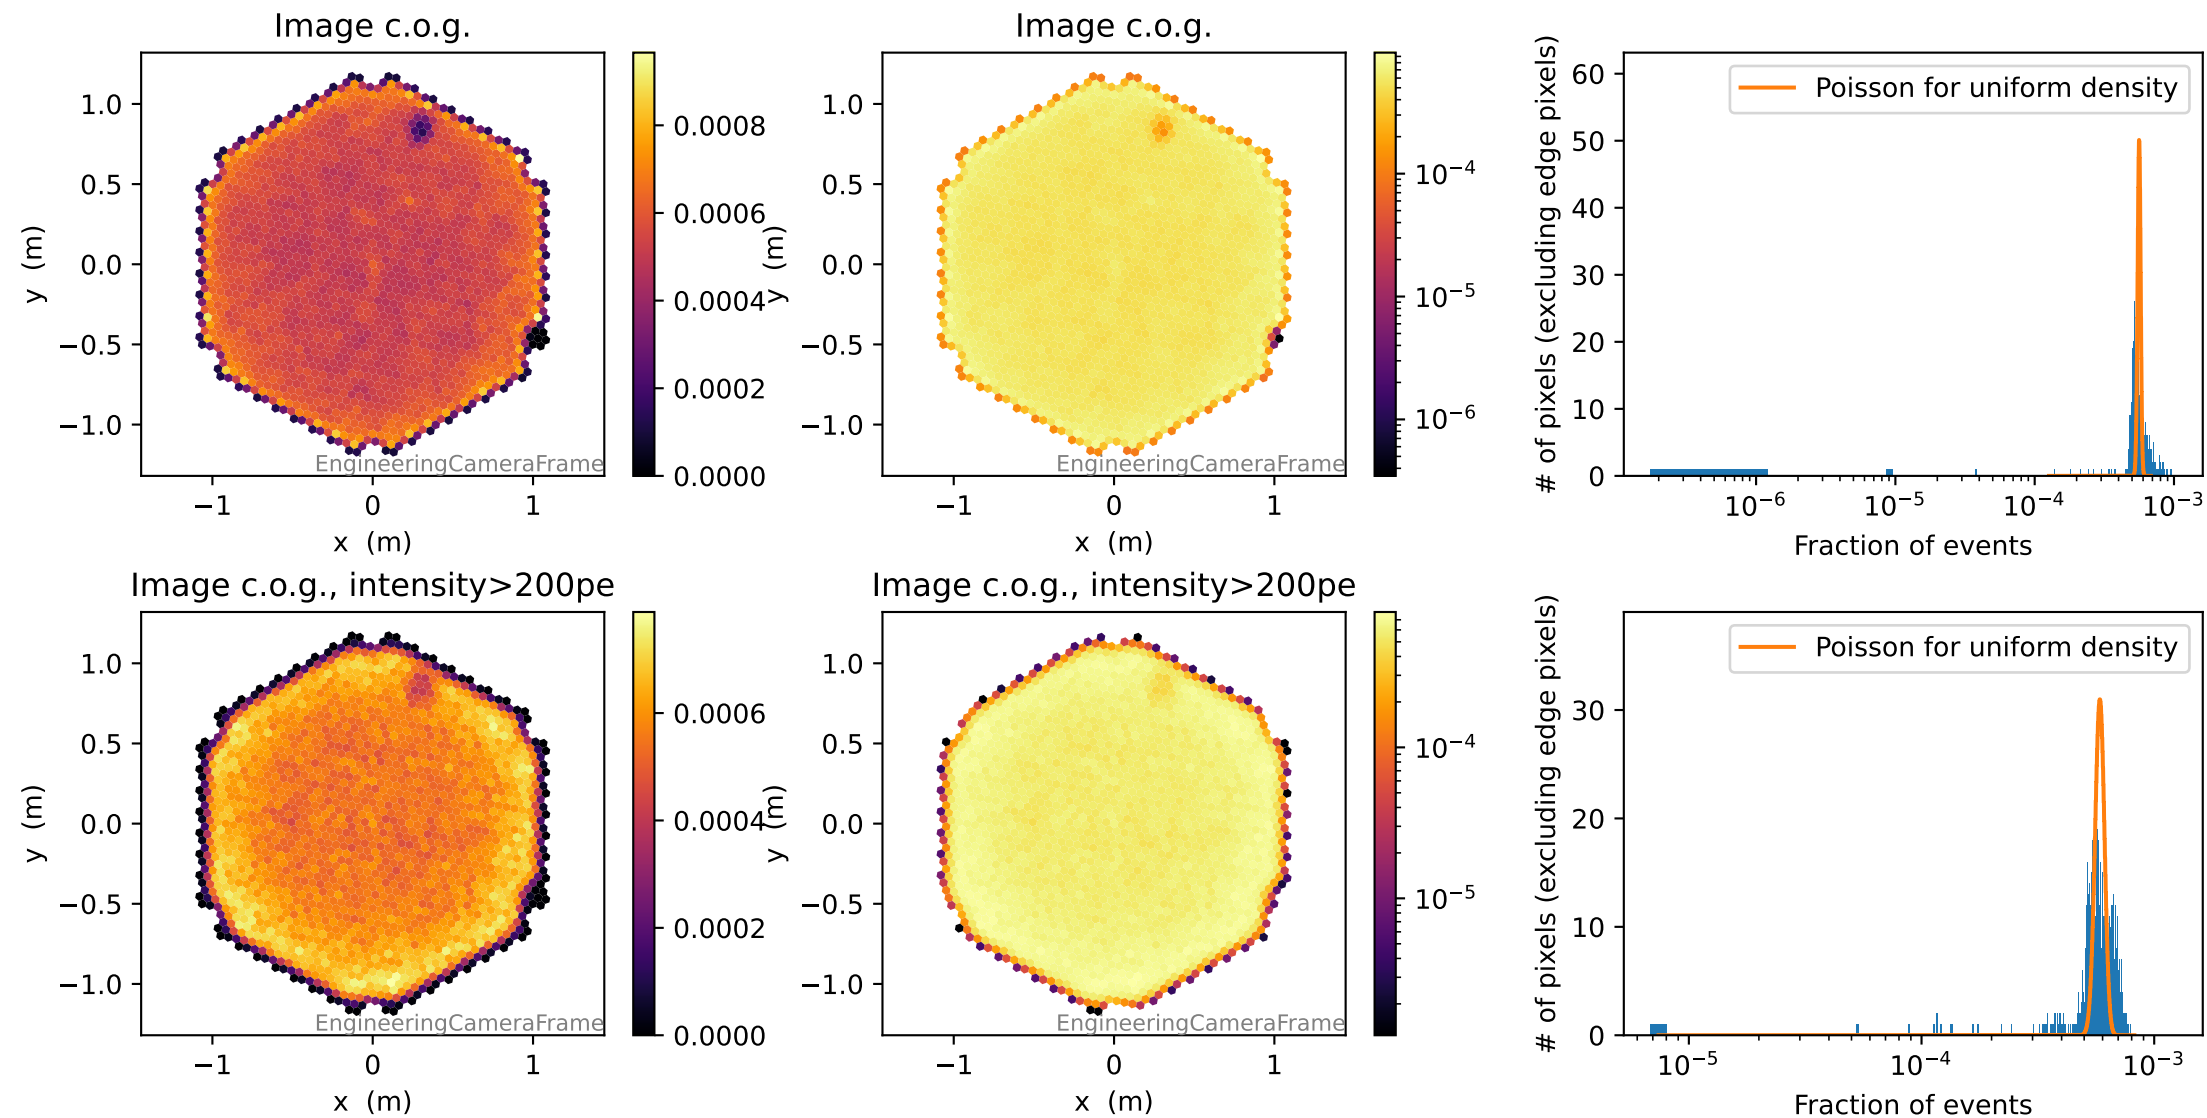 Image c.o.g.
1.0
0.5
0.0
−0.5
−1.0
y (m)
−1
0
1
x (m)
EngineeringCameraFrame
0.0008
0.0006
0.0004
0.0002
0.0000
Image c.o.g.
1.0
0.5
0.0
−0.5
−1.0
y (m)
−1
0
1
x (m)
EngineeringCameraFrame
10⁻⁴
10⁻⁵
10⁻⁶
# of pixels (excluding edge pixels)
60
50
40
30
20
10
0
Poisson for uniform density
10⁻⁶
10⁻⁵
10⁻⁴
10⁻³
Fraction of events
Image c.o.g., intensity>200pe
1.0
0.5
0.0
−0.5
−1.0
y (m)
−1
0
1
x (m)
EngineeringCameraFrame
0.0006
0.0004
0.0002
0.0000
Image c.o.g., intensity>200pe
1.0
0.5
0.0
−0.5
−1.0
y (m)
−1
0
1
x (m)
EngineeringCameraFrame
10⁻⁴
10⁻⁵
# of pixels (excluding edge pixels)
30
20
10
0
Poisson for uniform density
10⁻⁵
10⁻⁴
10⁻³
Fraction of events